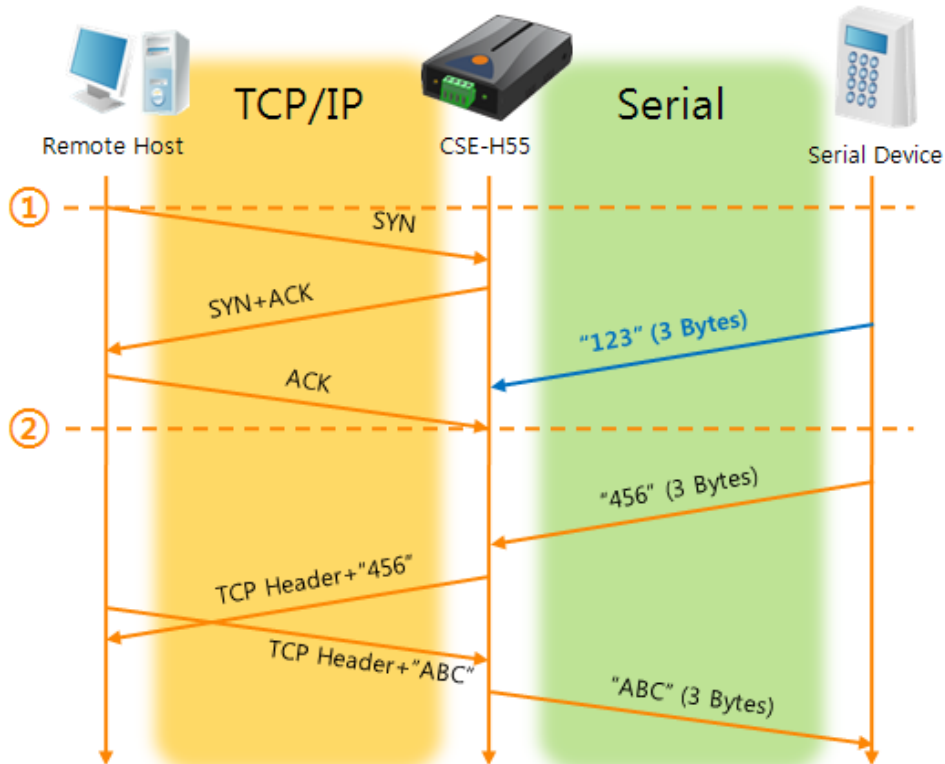 TCP/IP
Serial
Remote Host
CSE-H55
Serial Device
①
SYN
SYN+ACK
“123” (3 Bytes)
ACK
②
“456” (3 Bytes)
TCP Header+“456”
TCP Header+“ABC”
“ABC” (3 Bytes)